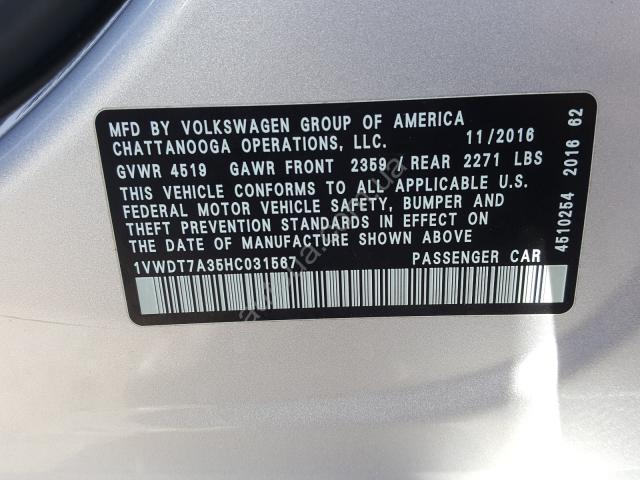 MFD BY VOLKSWAGEN GROUP OF AMERICA
CHATTANOOGA OPERATIONS, LLC. 11/2016
GVWR 4519 GAWR FRONT 2359 / REAR 2271 LBS
THIS VEHICLE CONFORMS TO ALL APPLICABLE U.S.
FEDERAL MOTOR VEHICLE SAFETY, BUMPER AND
THEFT PREVENTION STANDARDS IN EFFECT ON
THE DATE OF MANUFACTURE SHOWN ABOVE
1VWDT7A35HC031567 PASSENGER CAR
4510254 2016 62